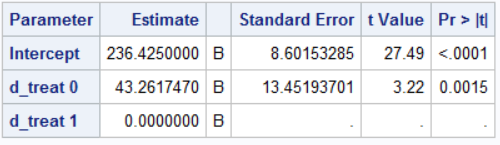 Parameter Estimate Standard Error t Value Pr > |t|
Intercept 236.4250000 B 8.60153285 27.49 <.0001
d_treat 0 43.2617470 B 13.45193701 3.22 0.0015
d_treat 1 0.0000000 B . . .